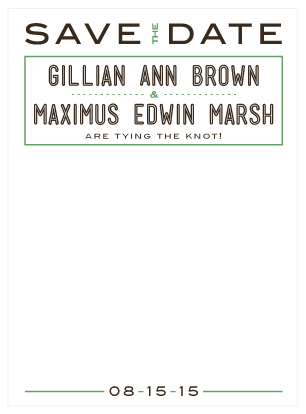 SAVE THE DATE
GILLIAN ANN BROWN
&
MAXIMUS EDWIN MARSH
ARE TYING THE KNOT!
08-15-15